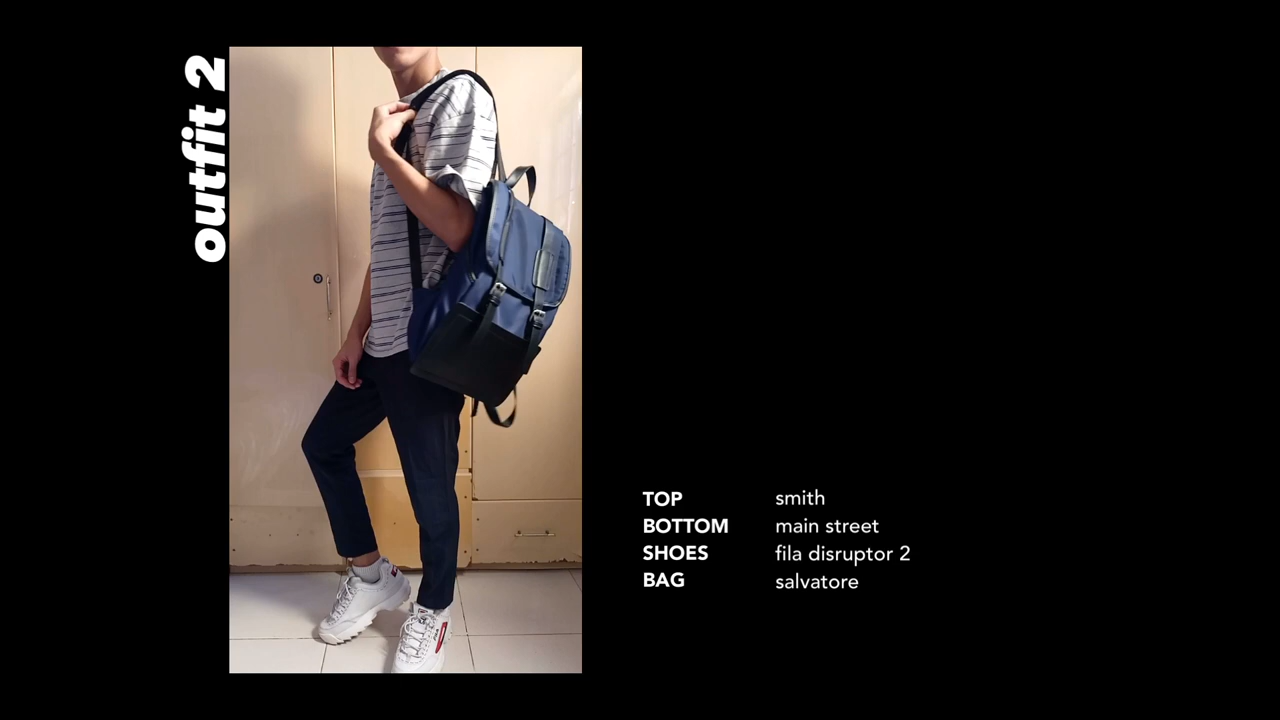 outfit 2
TOP smith
BOTTOM main street
SHOES fila disruptor 2
BAG salvatore